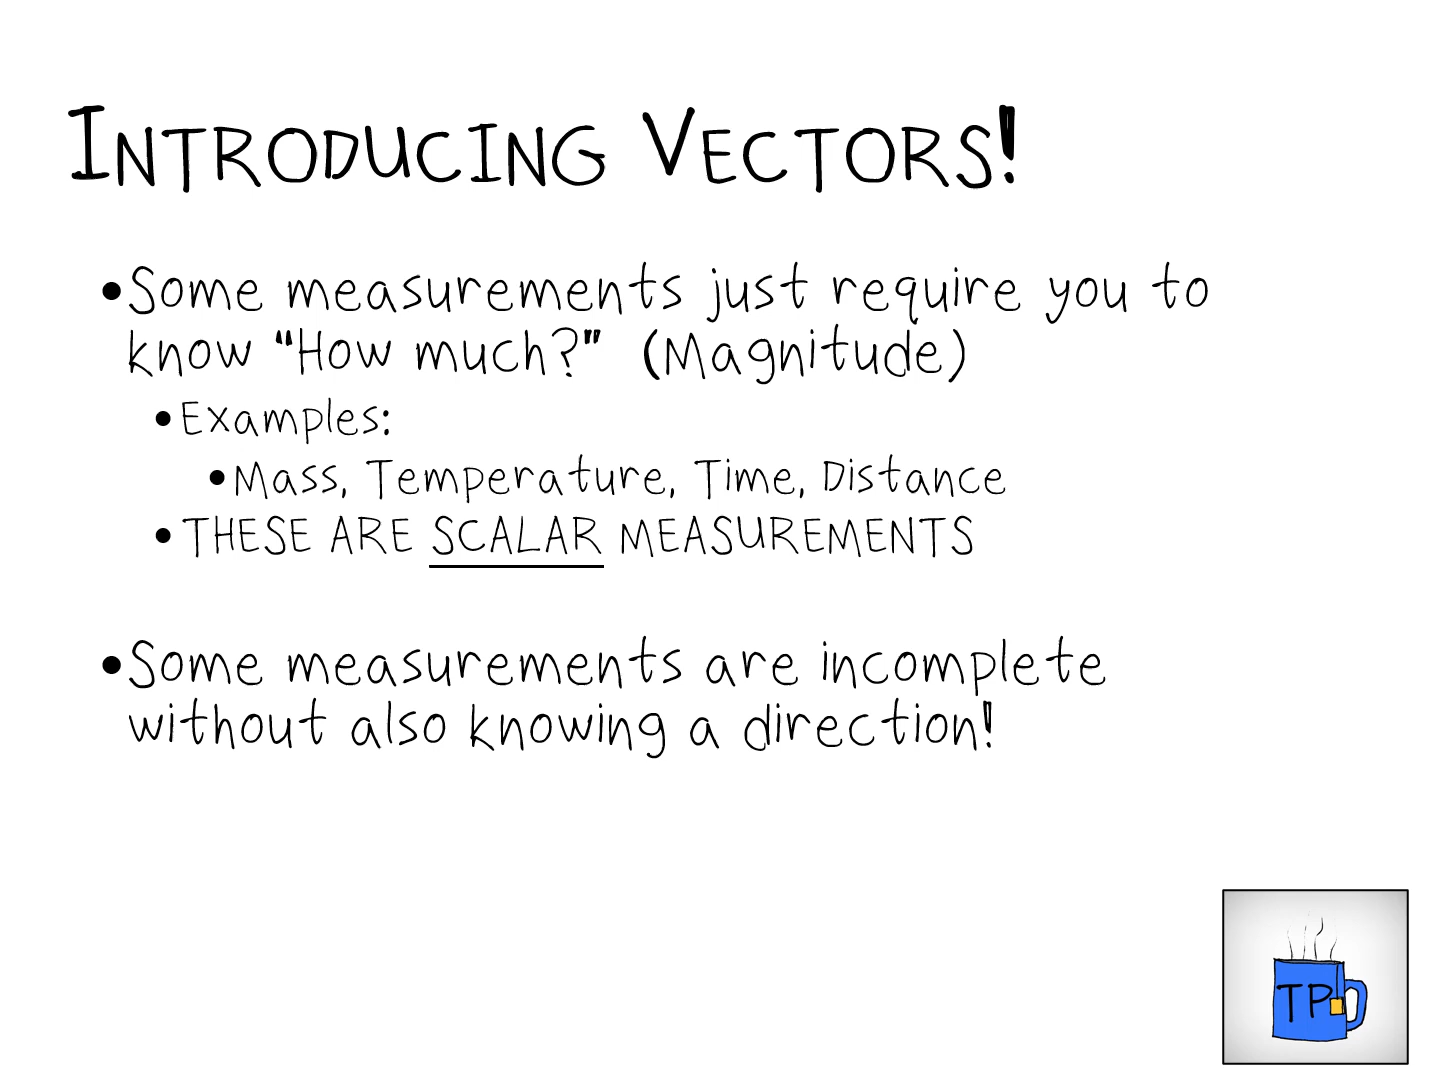 Introducing Vectors!
•Some measurements just require you to
know "How much?" (Magnitude)
•Examples:
•Mass, Temperature, Time, Distance
•THESE ARE SCALAR MEASUREMENTS
•Some measurements are incomplete
without also knowing a direction!
TP